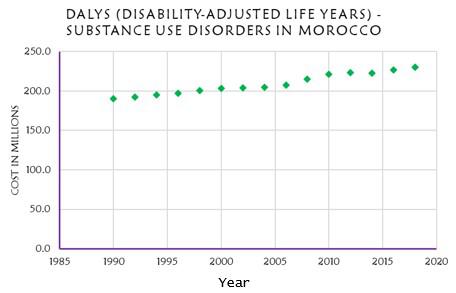 DALYS (DISABILITY-ADJUSTED LIFE YEARS) -
SUBSTANCE USE DISORDERS IN MOROCCO
250.0
200.0
150.0
100.0
50.0
0.0
COST IN MILLIONS
1985 1990 1995 2000 2005 2010 2015 2020
Year